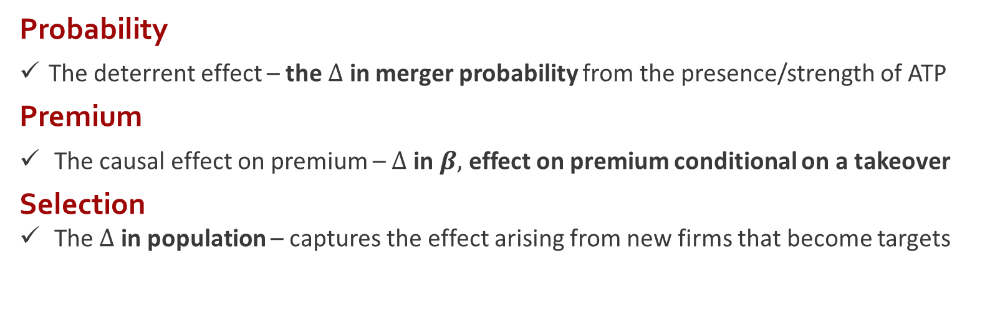 Probability
✓ The deterrent effect – the Δ in merger probability from the presence/strength of ATP
Premium
✓ The causal effect on premium – Δ in β, effect on premium conditional on a takeover
Selection
✓ The Δ in population – captures the effect arising from new firms that become targets